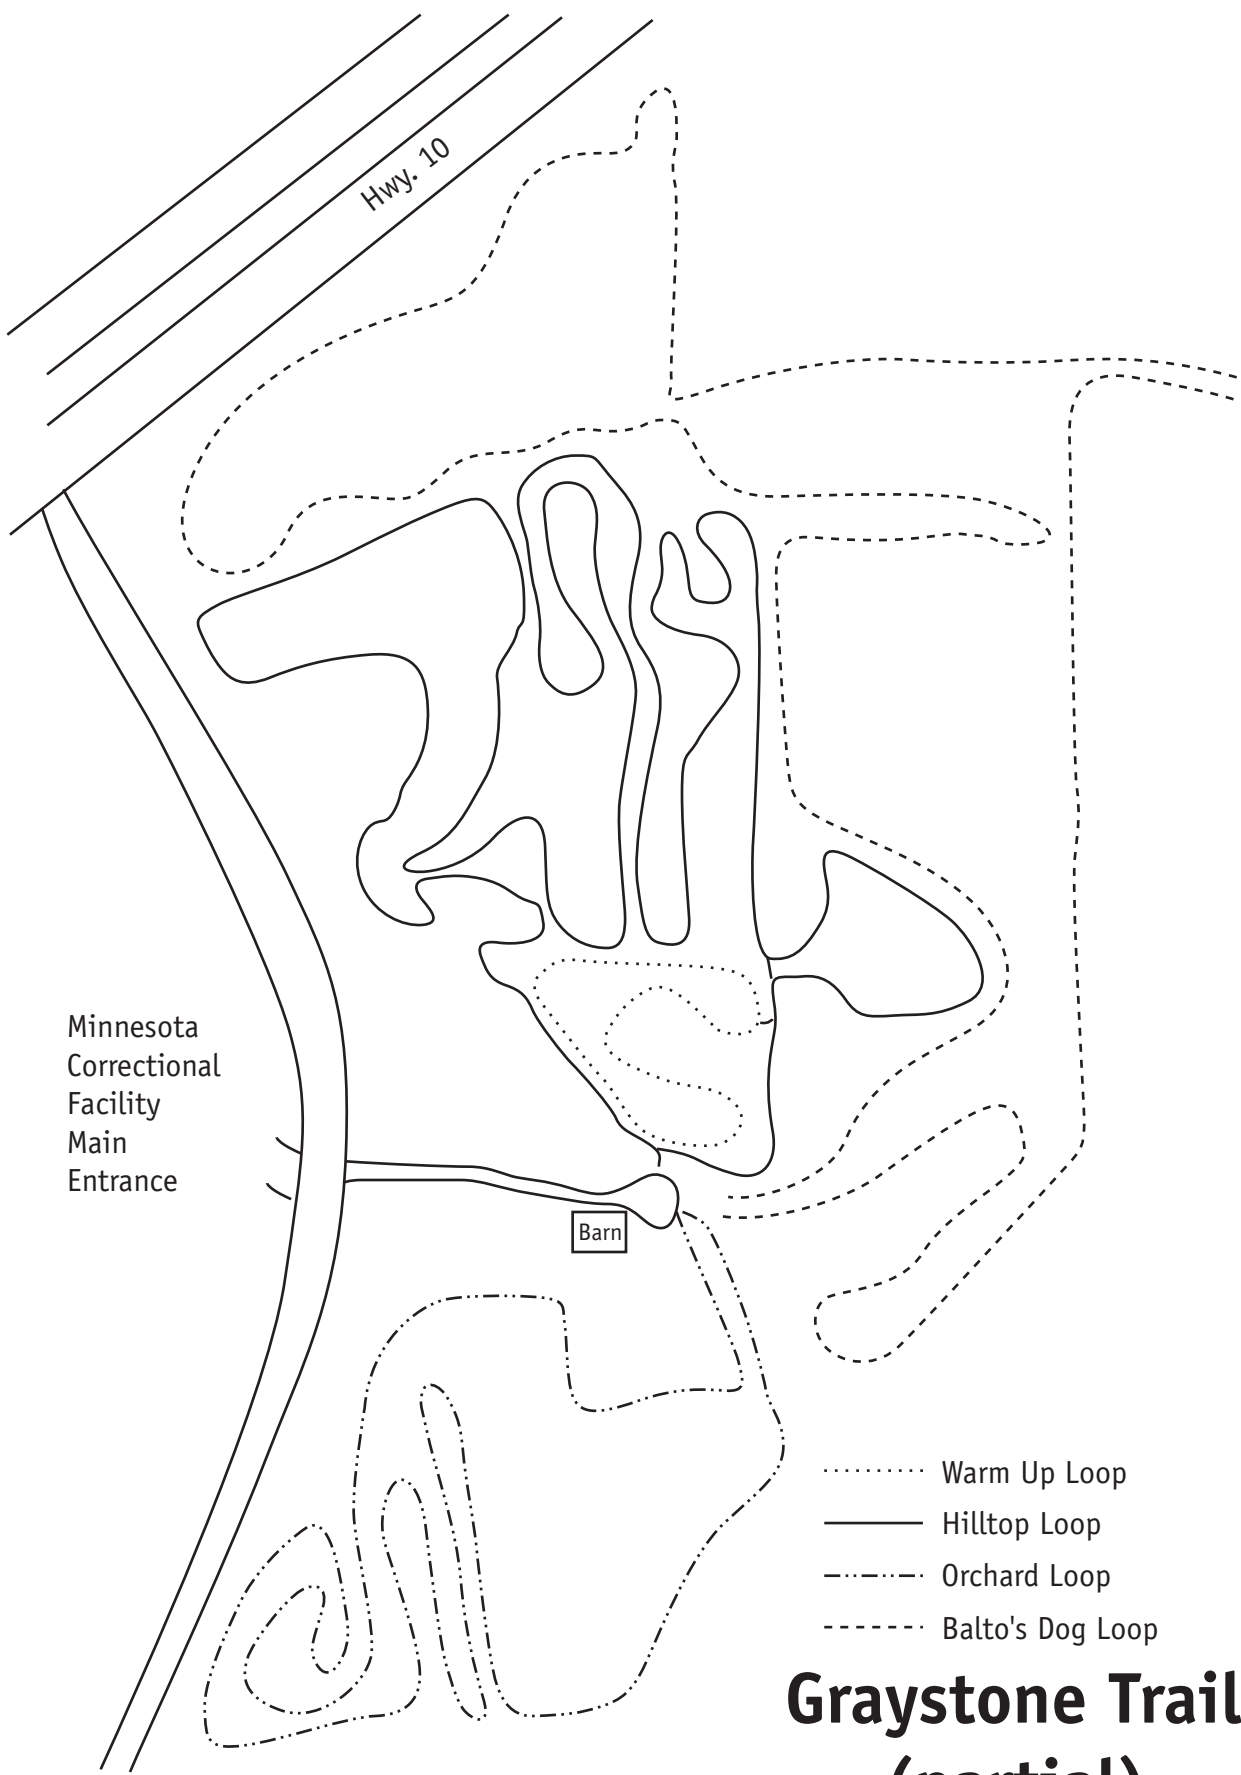 Hwy. 10
Minnesota
Correctional
Facility
Main
Entrance
Barn
Warm Up Loop
Hilltop Loop
Orchard Loop
Balto's Dog Loop
Graystone Trail
(partial)